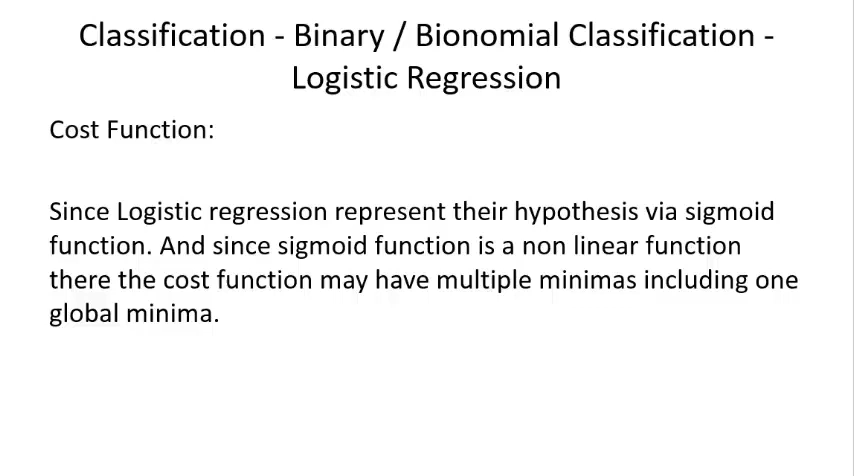 Classification - Binary / Bionomial Classification -
Logistic Regression
Cost Function:
Since Logistic regression represent their hypothesis via sigmoid
function. And since sigmoid function is a non linear function
there the cost function may have multiple minimas including one
global minima.